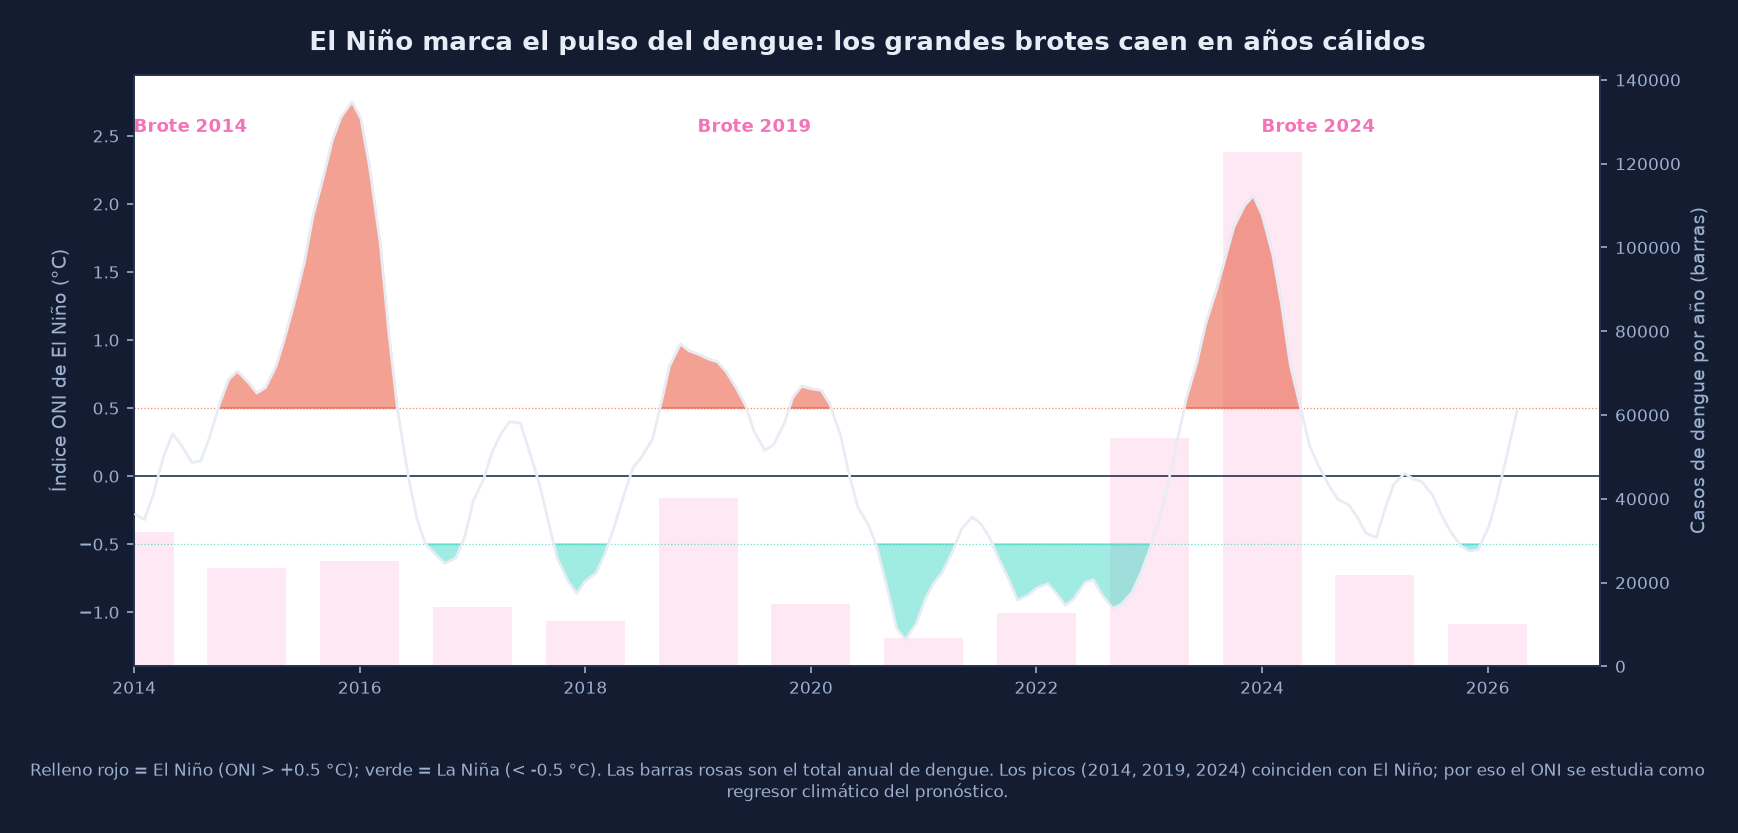 El Niño marca el pulso del dengue: los grandes brotes caen en años cálidos
Brote 2014
Brote 2019
Brote 2024
Índice ONI de El Niño (°C)
2.5
2.0
1.5
1.0
0.5
0.0
−0.5
−1.0
140000
120000
100000
80000
60000
40000
20000
0
Casos de dengue por año (barras)
2014
2016
2018
2020
2022
2024
2026
Relleno rojo = El Niño (ONI > +0.5 °C); verde = La Niña (< -0.5 °C). Las barras rosas son el total anual de dengue. Los picos (2014, 2019, 2024) coinciden con El Niño; por eso el ONI se estudia como
regresor climático del pronóstico.